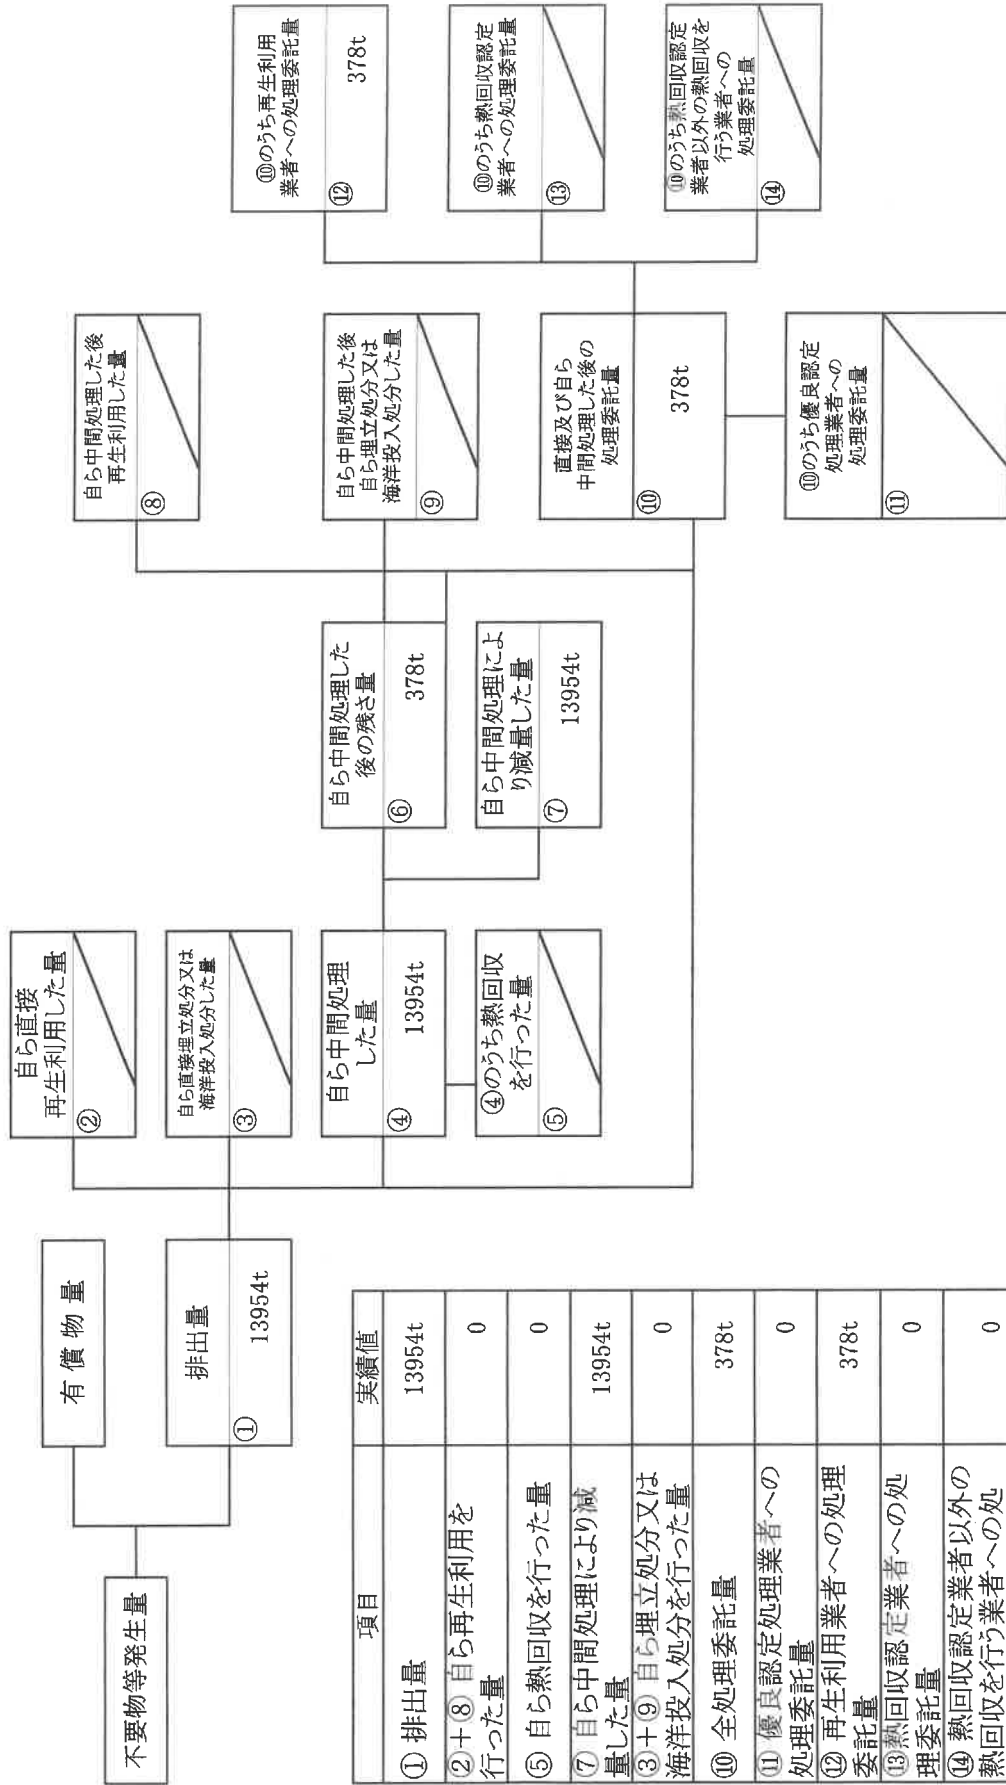 不要物等発生量
有償物量
排出量
① 13954t
自ら直接
再生利用した量
②
自ら直接埋立処分又は
海洋投入処分した量
③
自ら中間処理
した量
④ 13954t
④のうち熱回収
を行った量
⑤
自ら中間処理した
後の残さ量
⑥ 378t
自ら中間処理によ
り減量した量
⑦ 13954t
自ら中間処理した後
再生利用した量
⑧
自ら中間処理した後
自ら埋立処分又は
海洋投入処分した量
⑨
直接及び自ら
中間処理した後の
処理委託量
⑩ 378t
⑩のうち優良認定
処理業者への
処理委託量
⑪
⑩のうち再生利用
業者への処理委託量
⑫ 378t
⑩のうち熱回収認定
業者への処理委託量
⑬
⑩のうち熱回収認定
業者以外の熱回収を
行う業者への
処理委託量
⑭
項目 実績値
① 排出量 13954t
②+⑧ 自ら再生利用を
行った量 0
⑤ 自ら熱回収を行った量 0
⑦ 自ら中間処理により減
量した量 13954t
③+⑨ 自ら埋立処分又は
海洋投入処分を行った量 0
⑩ 全処理委託量 378t
⑪ 優良認定処理業者への
処理委託量 0
⑫ 再生利用業者への処理
委託量 378t
⑬熱回収認定業者への処
理委託量 0
⑭ 熱回収認定業者以外の
熱回収を行う業者への処 0